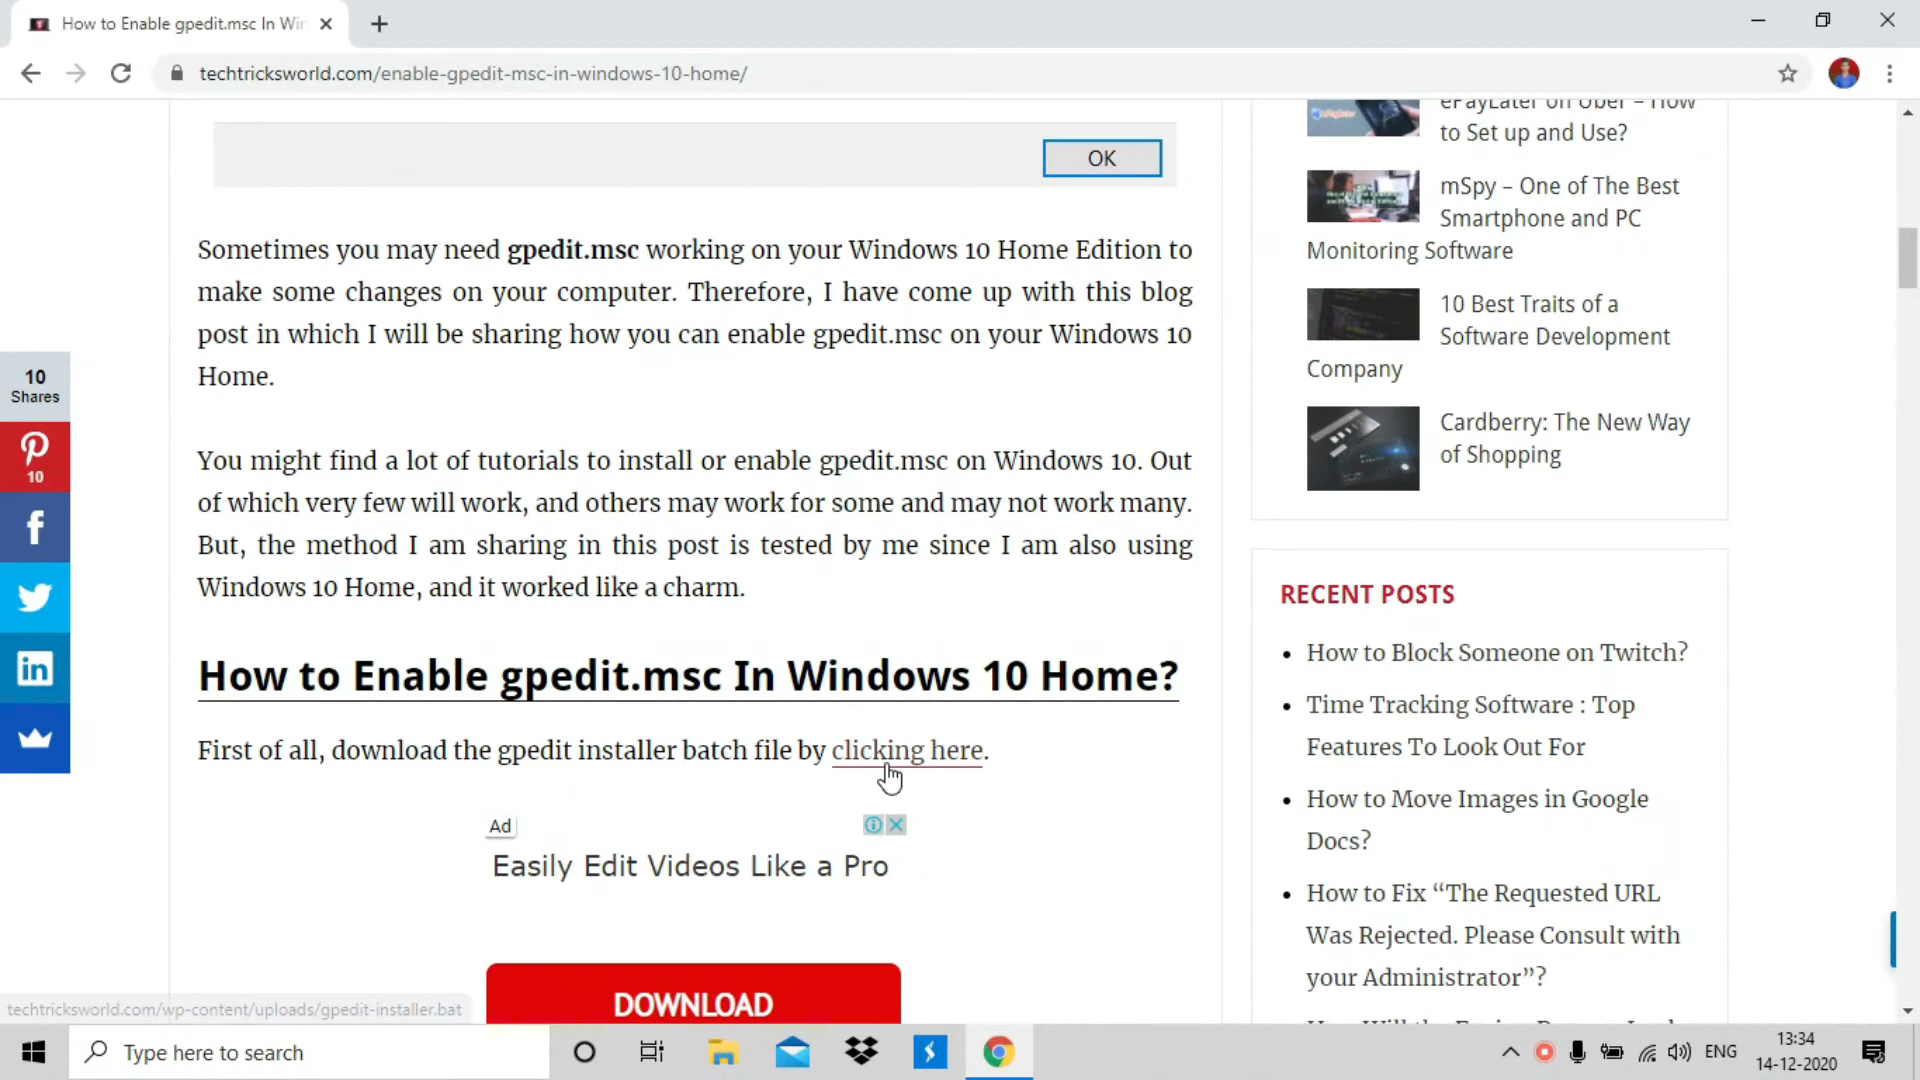 How to Enable gpedit.msc In Win
techtricksworld.com/enable-gpedit-msc-in-windows-10-home/
OK
Sometimes you may need gpedit.msc working on your Windows 10 Home Edition to
make some changes on your computer. Therefore, I have come up with this blog
post in which I will be sharing how you can enable gpedit.msc on your Windows 10
Home.
You might find a lot of tutorials to install or enable gpedit.msc on Windows 10. Out
of which very few will work, and others may work for some and may not work many.
But, the method I am sharing in this post is tested by me since I am also using
Windows 10 Home, and it worked like a charm.
How to Enable gpedit.msc In Windows 10 Home?
First of all, download the gpedit installer batch file by clicking here.
Ad
Easily Edit Videos Like a Pro
DOWNLOAD
10
Shares
10
ePayLater on Uber – How
to Set up and Use?
mSpy – One of The Best
Smartphone and PC
Monitoring Software
10 Best Traits of a
Software Development
Company
Cardberry: The New Way
of Shopping
RECENT POSTS
How to Block Someone on Twitch?
Time Tracking Software : Top
Features To Look Out For
How to Move Images in Google
Docs?
How to Fix “The Requested URL
Was Rejected. Please Consult with
your Administrator”?
techtricksworld.com/wp-content/uploads/gpedit-installer.bat
Type here to search
ENG
13:34
14-12-2020